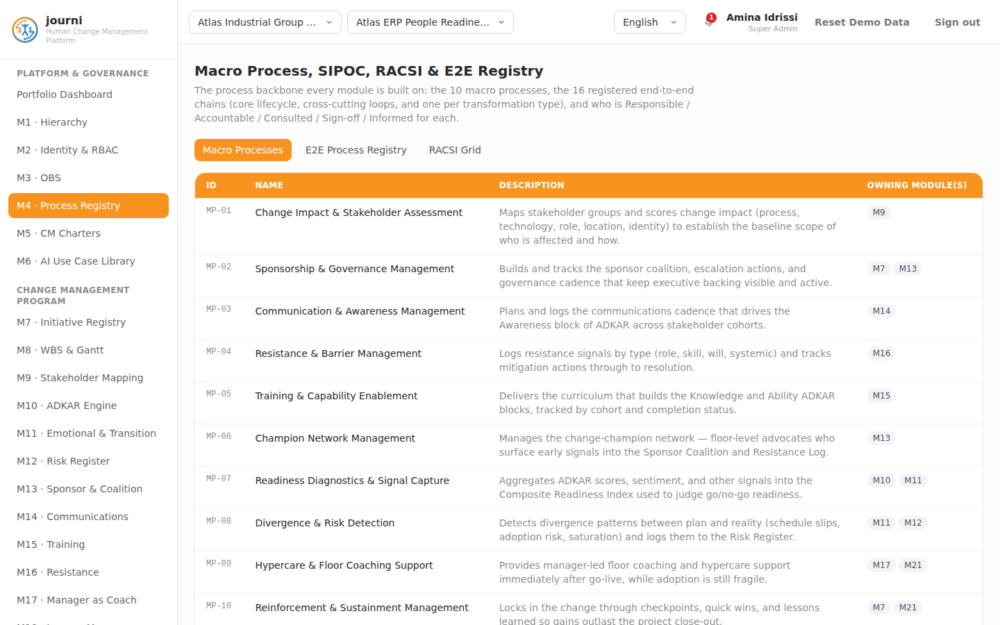 journi
Human Change Management
Platform
Atlas Industrial Group ...
Atlas ERP People Readine...
English
1
Amina Idrissi
Super Admin
Reset Demo Data
Sign out
PLATFORM & GOVERNANCE
Portfolio Dashboard
M1 · Hierarchy
M2 · Identity & RBAC
M3 · OBS
M4 · Process Registry
M5 · CM Charters
M6 · AI Use Case Library
CHANGE MANAGEMENT
PROGRAM
M7 · Initiative Registry
M8 · WBS & Gantt
M9 · Stakeholder Mapping
M10 · ADKAR Engine
M11 · Emotional & Transition
M12 · Risk Register
M13 · Sponsor & Coalition
M14 · Communications
M15 · Training
M16 · Resistance
M17 · Manager as Coach
Macro Process, SIPOC, RACSI & E2E Registry
The process backbone every module is built on: the 10 macro processes, the 16 registered end-to-end
chains (core lifecycle, cross-cutting loops, and one per transformation type), and who is Responsible /
Accountable / Consulted / Sign-off / Informed for each.
Macro Processes
E2E Process Registry
RACSI Grid
ID NAME DESCRIPTION OWNING MODULE(S)
MP-01 Change Impact & Stakeholder Assessment Maps stakeholder groups and scores change impact (process, M9
technology, role, location, identity) to establish the baseline scope of
who is affected and how.
MP-02 Sponsorship & Governance Management Builds and tracks the sponsor coalition, escalation actions, and M7 M13
governance cadence that keep executive backing visible and active.
MP-03 Communication & Awareness Management Plans and logs the communications cadence that drives the M14
Awareness block of ADKAR across stakeholder cohorts.
MP-04 Resistance & Barrier Management Logs resistance signals by type (role, skill, will, systemic) and tracks M16
mitigation actions through to resolution.
MP-05 Training & Capability Enablement Delivers the curriculum that builds the Knowledge and Ability ADKAR M15
blocks, tracked by cohort and completion status.
MP-06 Champion Network Management Manages the change-champion network — floor-level advocates who M13
surface early signals into the Sponsor Coalition and Resistance Log.
MP-07 Readiness Diagnostics & Signal Capture Aggregates ADKAR scores, sentiment, and other signals into the M10 M11
Composite Readiness Index used to judge go/no-go readiness.
MP-08 Divergence & Risk Detection Detects divergence patterns between plan and reality (schedule slips, M11 M12
adoption risk, saturation) and logs them to the Risk Register.
MP-09 Hypercare & Floor Coaching Support Provides manager-led floor coaching and hypercare support M17 M21
immediately after go-live, while adoption is still fragile.
MP-10 Reinforcement & Sustainment Management Locks in the change through checkpoints, quick wins, and lessons M7 M21
learned so gains outlast the project close-out.